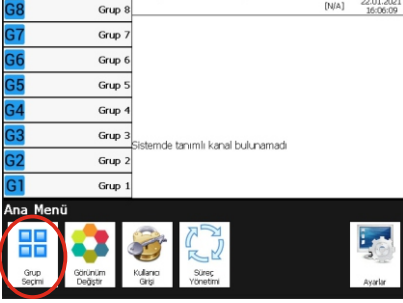 G8 Grup 8
[N/A] 22.01.2021
16:06:09
G7 Grup 7
G6 Grup 6
G5 Grup 5
G4 Grup 4
G3 Grup 3
Sistemde tanımlı kanal bulunamadı
G2 Grup 2
G1 Grup 1
Ana Menü
Grup
Seçimi
Görünüm
Değiştir
Kullanıcı
Girişi
Süreç
Yönetimi
Ayarlar